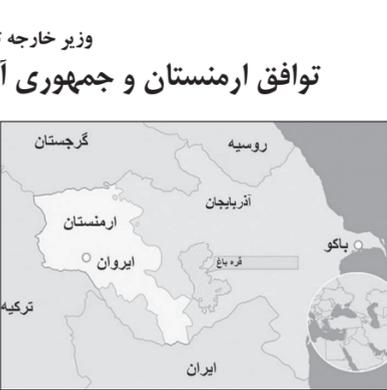 وزیر خارجه
توافق ارمنستان و جمهوری
گرجستان
روسیه
آذربایجان
ارمنستان
باکو
ایروان
قره باغ
ترکیه
ایران